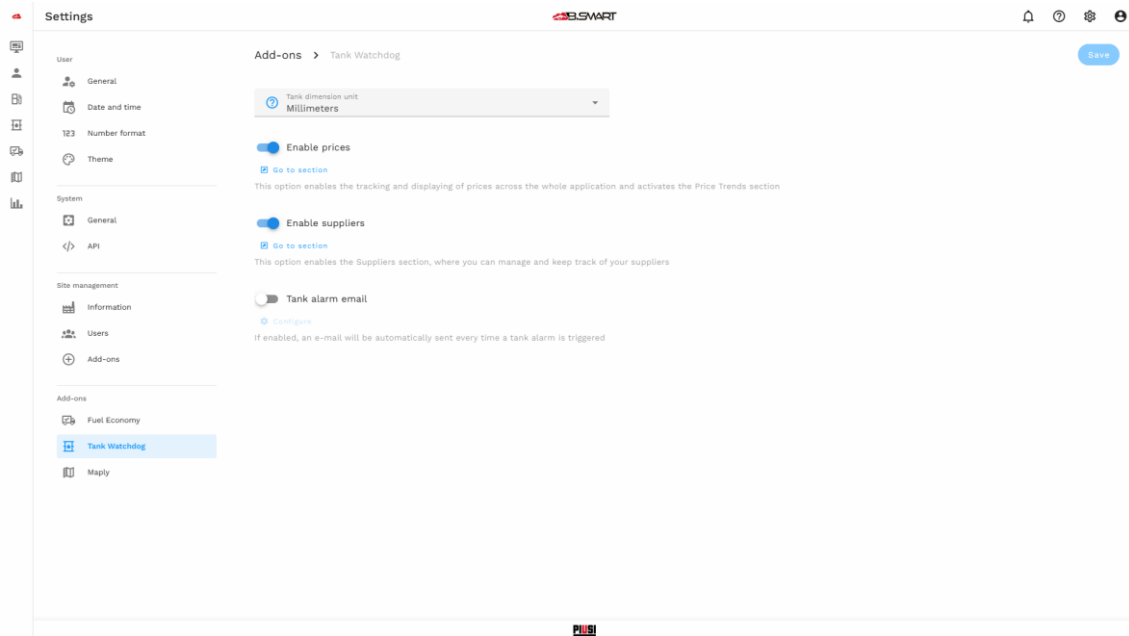 Settings
B.SMART
User
General
Date and time
123 Number format
Theme
System
General
API
Site management
Information
Users
Add-ons
Add-ons
Fuel Economy
Tank Watchdog
Maply
Add-ons > Tank Watchdog
Save
Tank dimension unit
Millimeters
Enable prices
Go to section
This option enables the tracking and displaying of prices across the whole application and activates the Price Trends section
Enable suppliers
Go to section
This option enables the Suppliers section, where you can manage and keep track of your suppliers
Tank alarm email
Configure
If enabled, an e-mail will be automatically sent every time a tank alarm is triggered
PIUSI